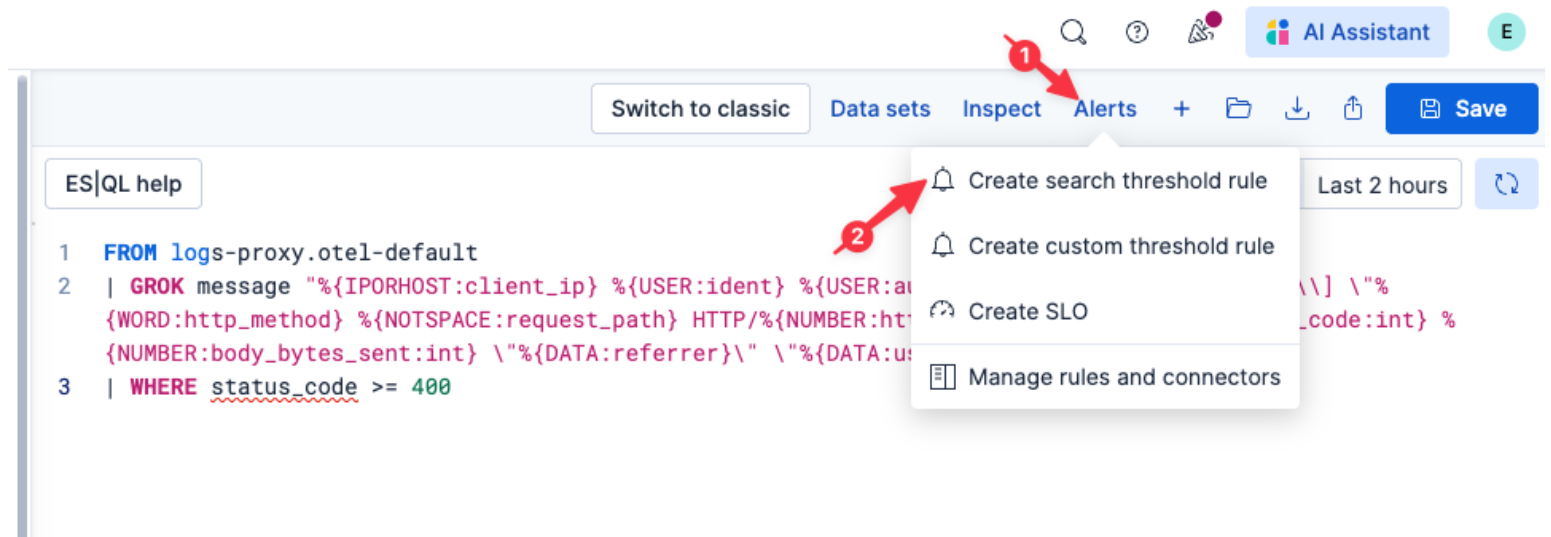 AI Assistant
E
1
Switch to classic
Data sets
Inspect
Alerts
+
Save
ES|QL help
Create search threshold rule
Last 2 hours
2
Create custom threshold rule
Create SLO
Manage rules and connectors
1 FROM logs-proxy.otel-default
2 | GROK message "%{IPORHOST:client_ip} %{USER:ident} %{USER:au \\] \"%
{WORD:http_method} %{NOTSPACE:request_path} HTTP/%{NUMBER:htt _code:int} %
{NUMBER:body_bytes_sent:int} \"%{DATA:referrer}\" \"%{DATA:us
3 | WHERE status_code >= 400